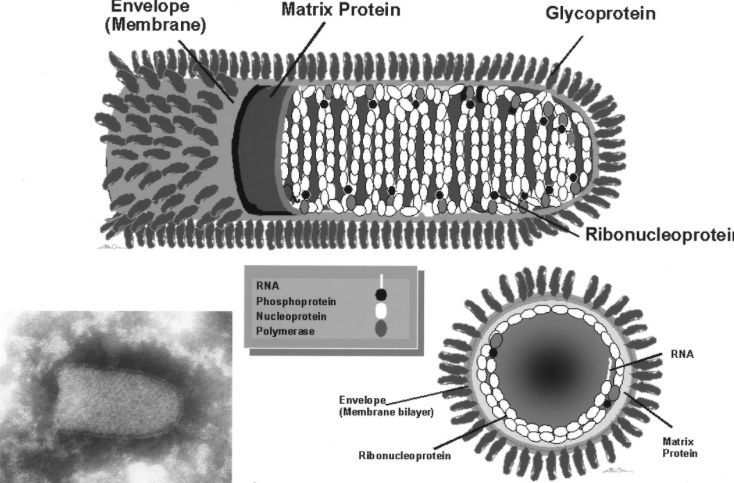 Envelope
(Membrane)
Matrix Protein
Glycoprotein
Ribonucleoprotein
RNA
Phosphoprotein
Nucleoprotein
Polymerase
RNA
Envelope
(Membrane bilayer)
Matrix
Protein
Ribonucleoprotein